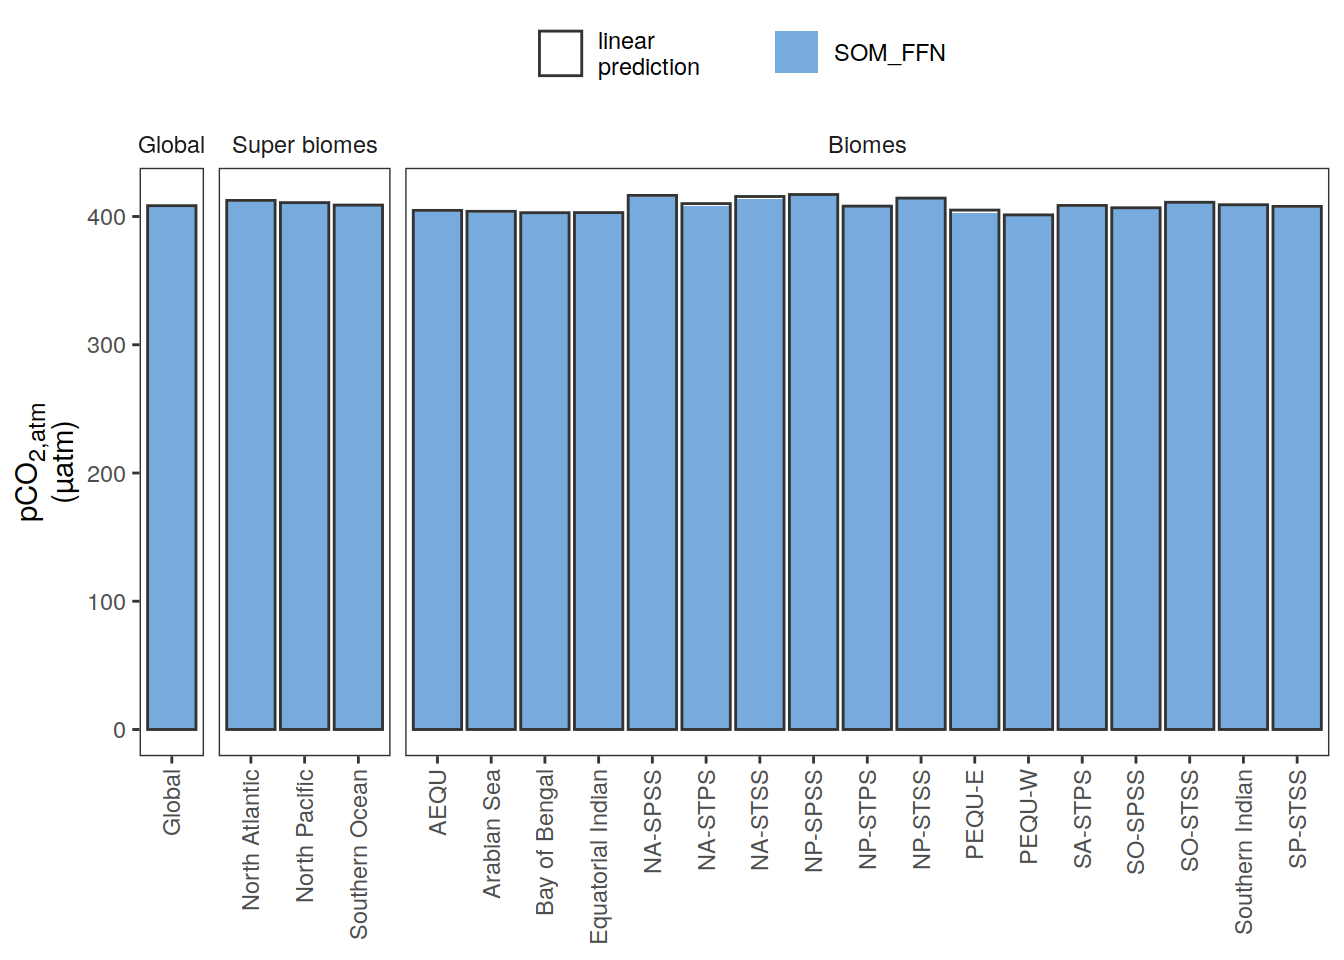 linear
prediction
SOM_FFN
Global
Super biomes
Biomes
pCO2,atm
(µatm)
400
300
200
100
0
Global
North Atlantic
North Pacific
Southern Ocean
AEQU
Arabian Sea
Bay of Bengal
Equatorial Indian
NA-SPSS
NA-STPS
NA-STSS
NP-SPSS
NP-STPS
NP-STSS
PEQU-E
PEQU-W
SA-STPS
SO-SPSS
SO-STSS
Southern Indian
SP-STSS